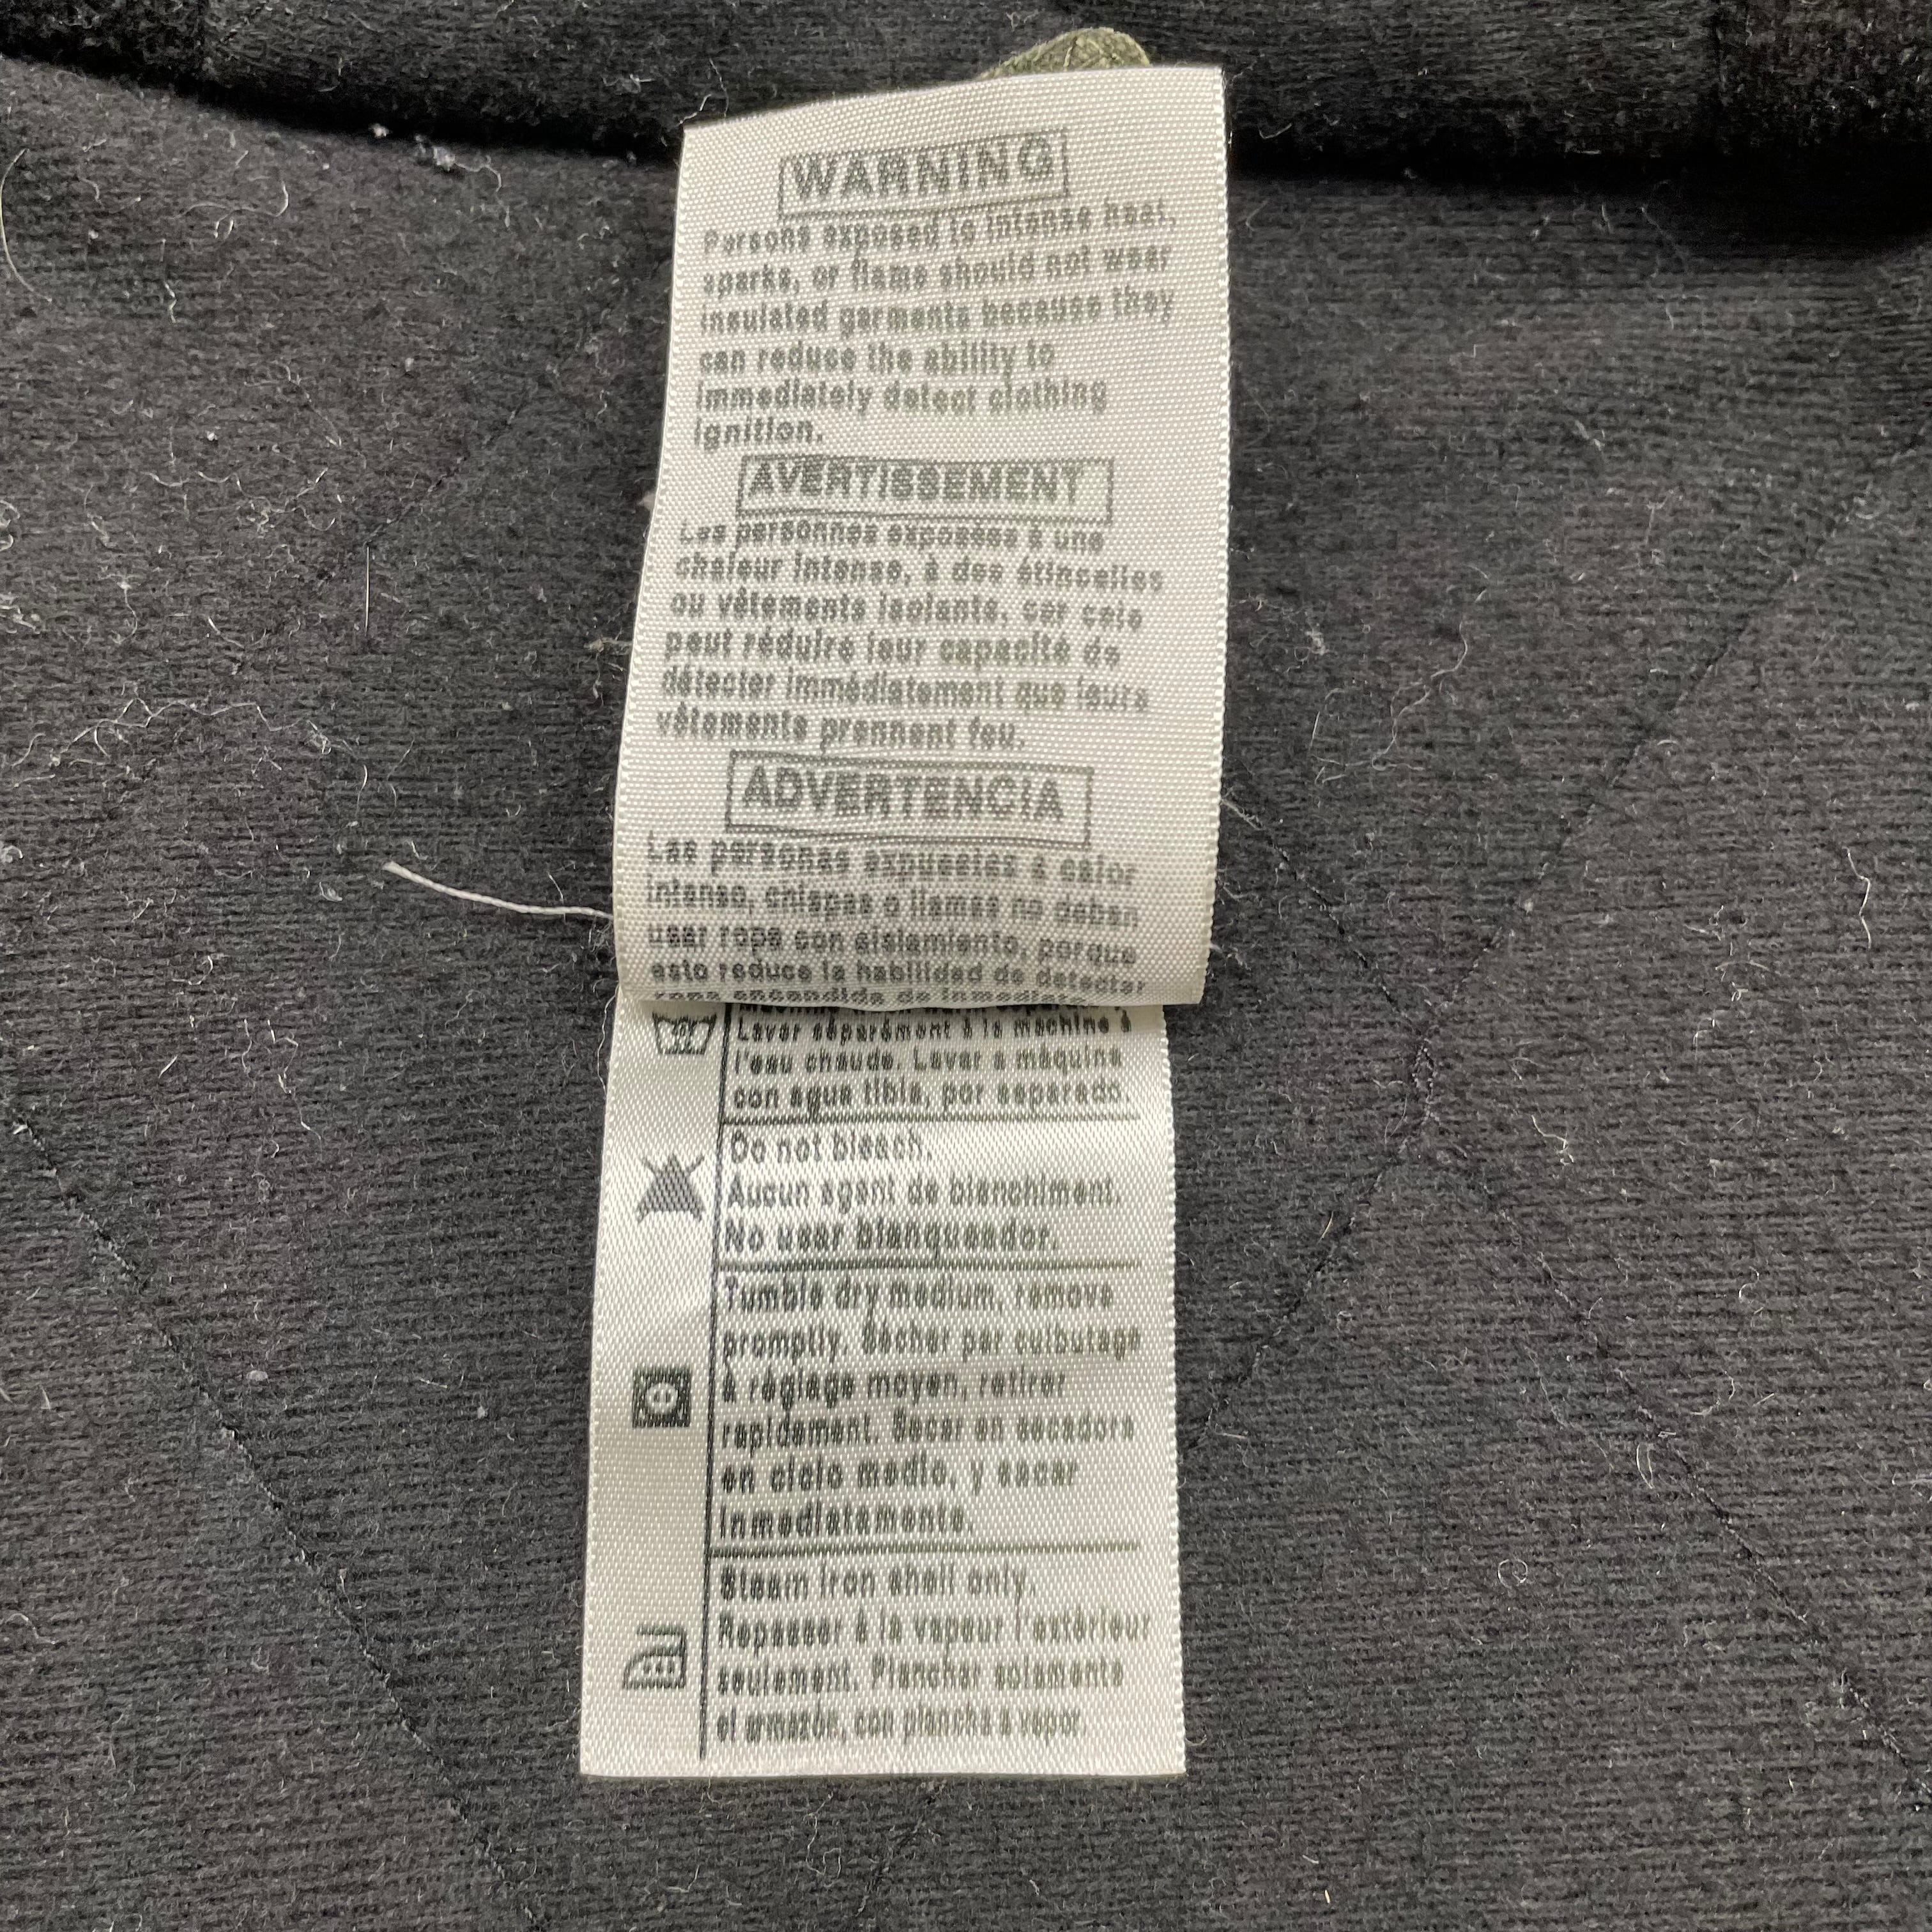 WARNING
Persons exposed to intense heat,
sparks, or flame should not wear
insulated garments because they
can reduce the ability to
immediately detect clothing
ignition.
AVERTISSEMENT
Les personnes exposées à une
chaleur intense, à des étincelles
ou vêtements isolants, car cela
peut réduire leur capacité de
détecter immédiatement que leurs
vêtements prennent feu.
ADVERTENCIA
Las personas expuestas a calor
intenso, chispas o llamas no deben
usar ropa con aislamiento, porque
esto reduce la habilidad de detectar
ropa encendida de inmediato.
Laver séparément à la machine à
l'eau chaude. Lavar a máquina
con agua tibia, por separado.
Do not bleach.
Aucun agent de blanchiment.
No usar blanqueador.
Tumble dry medium, remove
promptly. Sécher par culbutage
à réglage moyen, retirer
rapidement. Secar en secadora
en ciclo medio, y sacar
inmediatamente.
Steam iron shell only.
Repasser à la vapeur l'extérieur
seulement. Planchar solamente
el armazón, con plancha a vapor.